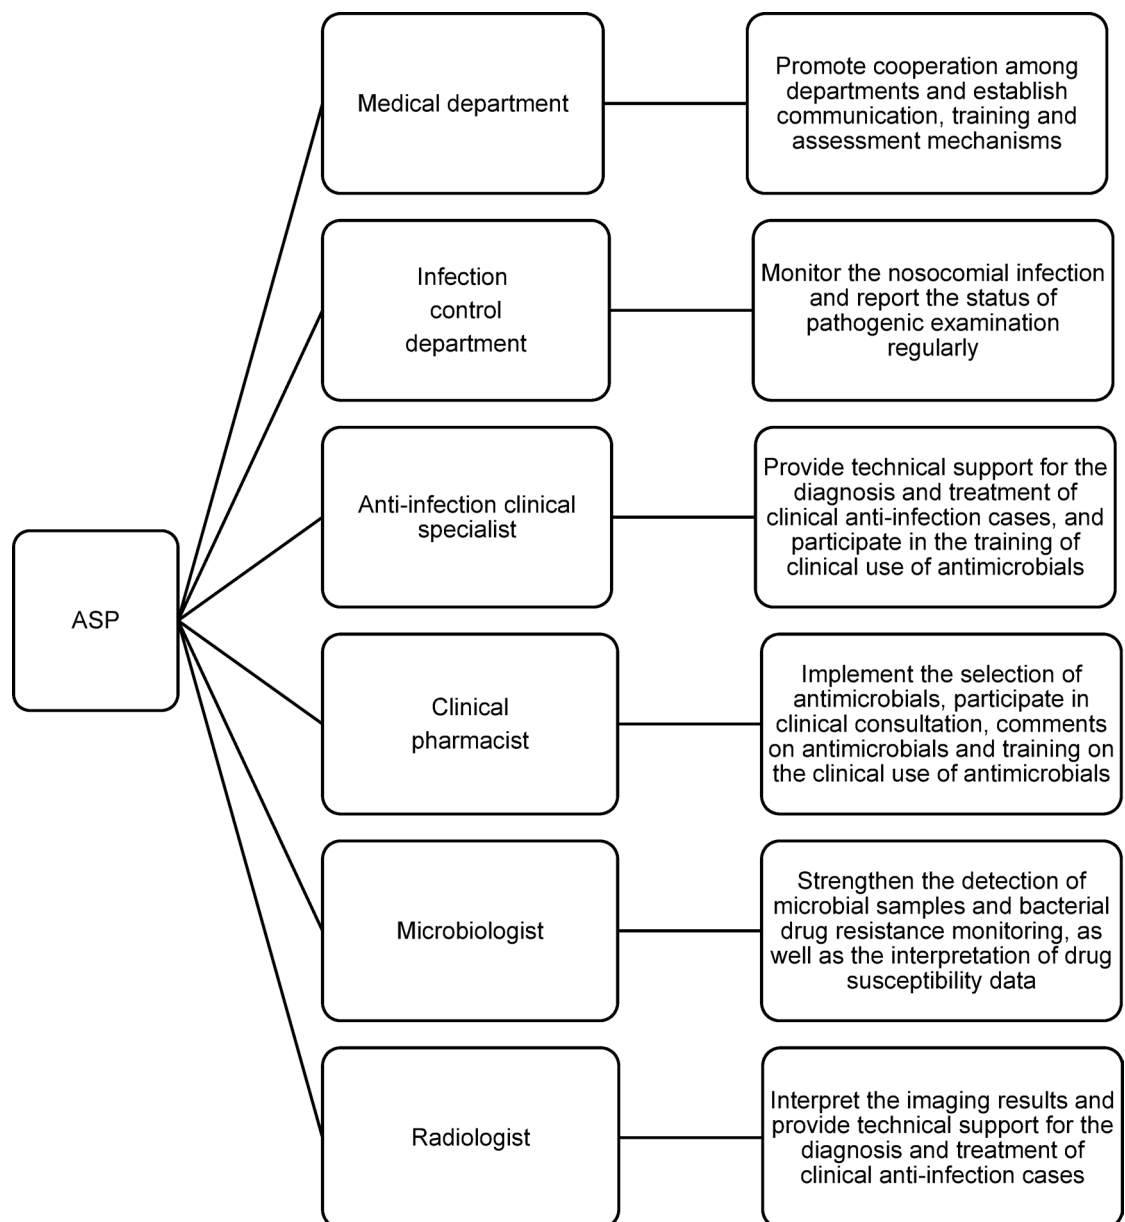 Medical department
Promote cooperation among
departments and establish
communication, training and
assessment mechanisms
Infection
control
department
Monitor the nosocomial infection
and report the status of
pathogenic examination
regularly
Anti-infection clinical
specialist
Provide technical support for the
diagnosis and treatment of
clinical anti-infection cases, and
participate in the training of
clinical use of antimicrobials
ASP
Clinical
pharmacist
Implement the selection of
antimicrobials, participate in
clinical consultation, comments
on antimicrobials and training on
the clinical use of antimicrobials
Microbiologist
Strengthen the detection of
microbial samples and bacterial
drug resistance monitoring, as
well as the interpretation of drug
susceptibility data
Radiologist
Interpret the imaging results and
provide technical support for the
diagnosis and treatment of
clinical anti-infection cases